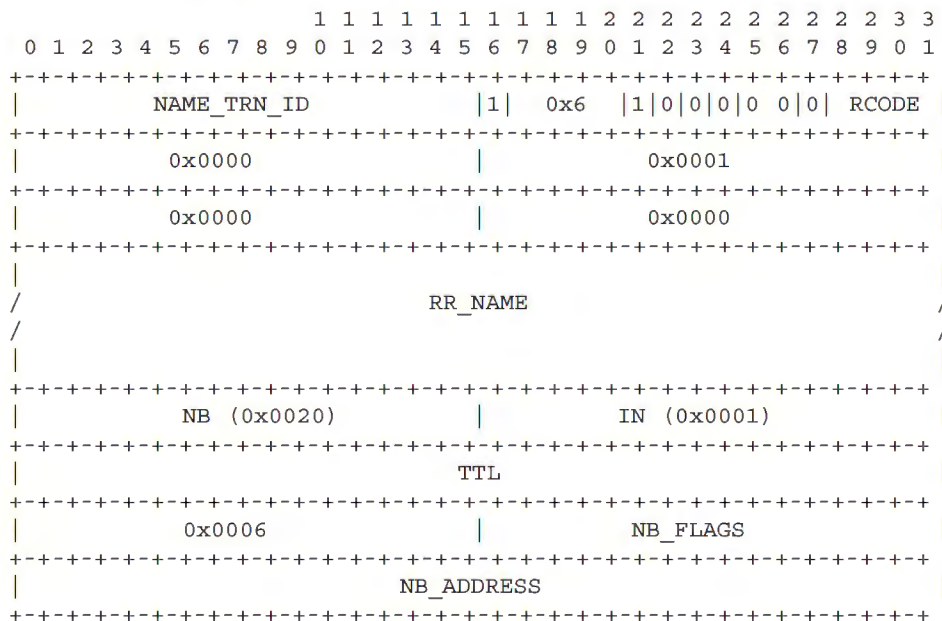 1 1 1 1 1 1 1 1 1 1 2 2 2 2 2 2 2 2 2 2 3 3
 0 1 2 3 4 5 6 7 8 9 0 1 2 3 4 5 6 7 8 9 0 1 2 3 4 5 6 7 8 9 0 1
+-+-+-+-+-+-+-+-+-+-+-+-+-+-+-+-+-+-+-+-+-+-+-+-+-+-+-+-+-+-+-+-+
|         NAME_TRN_ID           |1|  0x6  |1|0|0|0|0 0|0| RCODE
+-+-+-+-+-+-+-+-+-+-+-+-+-+-+-+-+-+-+-+-+-+-+-+-+-+-+-+-+-+-+-+-+
|          0x0000               |           0x0001
+-+-+-+-+-+-+-+-+-+-+-+-+-+-+-+-+-+-+-+-+-+-+-+-+-+-+-+-+-+-+-+-+
|          0x0000               |           0x0000
+-+-+-+-+-+-+-+-+-+-+-+-+-+-+-+-+-+-+-+-+-+-+-+-+-+-+-+-+-+-+-+-+
|
/                            RR_NAME                            /
/                                                               /
|
+-+-+-+-+-+-+-+-+-+-+-+-+-+-+-+-+-+-+-+-+-+-+-+-+-+-+-+-+-+-+-+-+
|           NB (0x0020)         |         IN (0x0001)
+-+-+-+-+-+-+-+-+-+-+-+-+-+-+-+-+-+-+-+-+-+-+-+-+-+-+-+-+-+-+-+-+
|                              TTL
+-+-+-+-+-+-+-+-+-+-+-+-+-+-+-+-+-+-+-+-+-+-+-+-+-+-+-+-+-+-+-+-+
|          0x0006               |          NB_FLAGS
+-+-+-+-+-+-+-+-+-+-+-+-+-+-+-+-+-+-+-+-+-+-+-+-+-+-+-+-+-+-+-+-+
|                          NB_ADDRESS
+-+-+-+-+-+-+-+-+-+-+-+-+-+-+-+-+-+-+-+-+-+-+-+-+-+-+-+-+-+-+-+-+